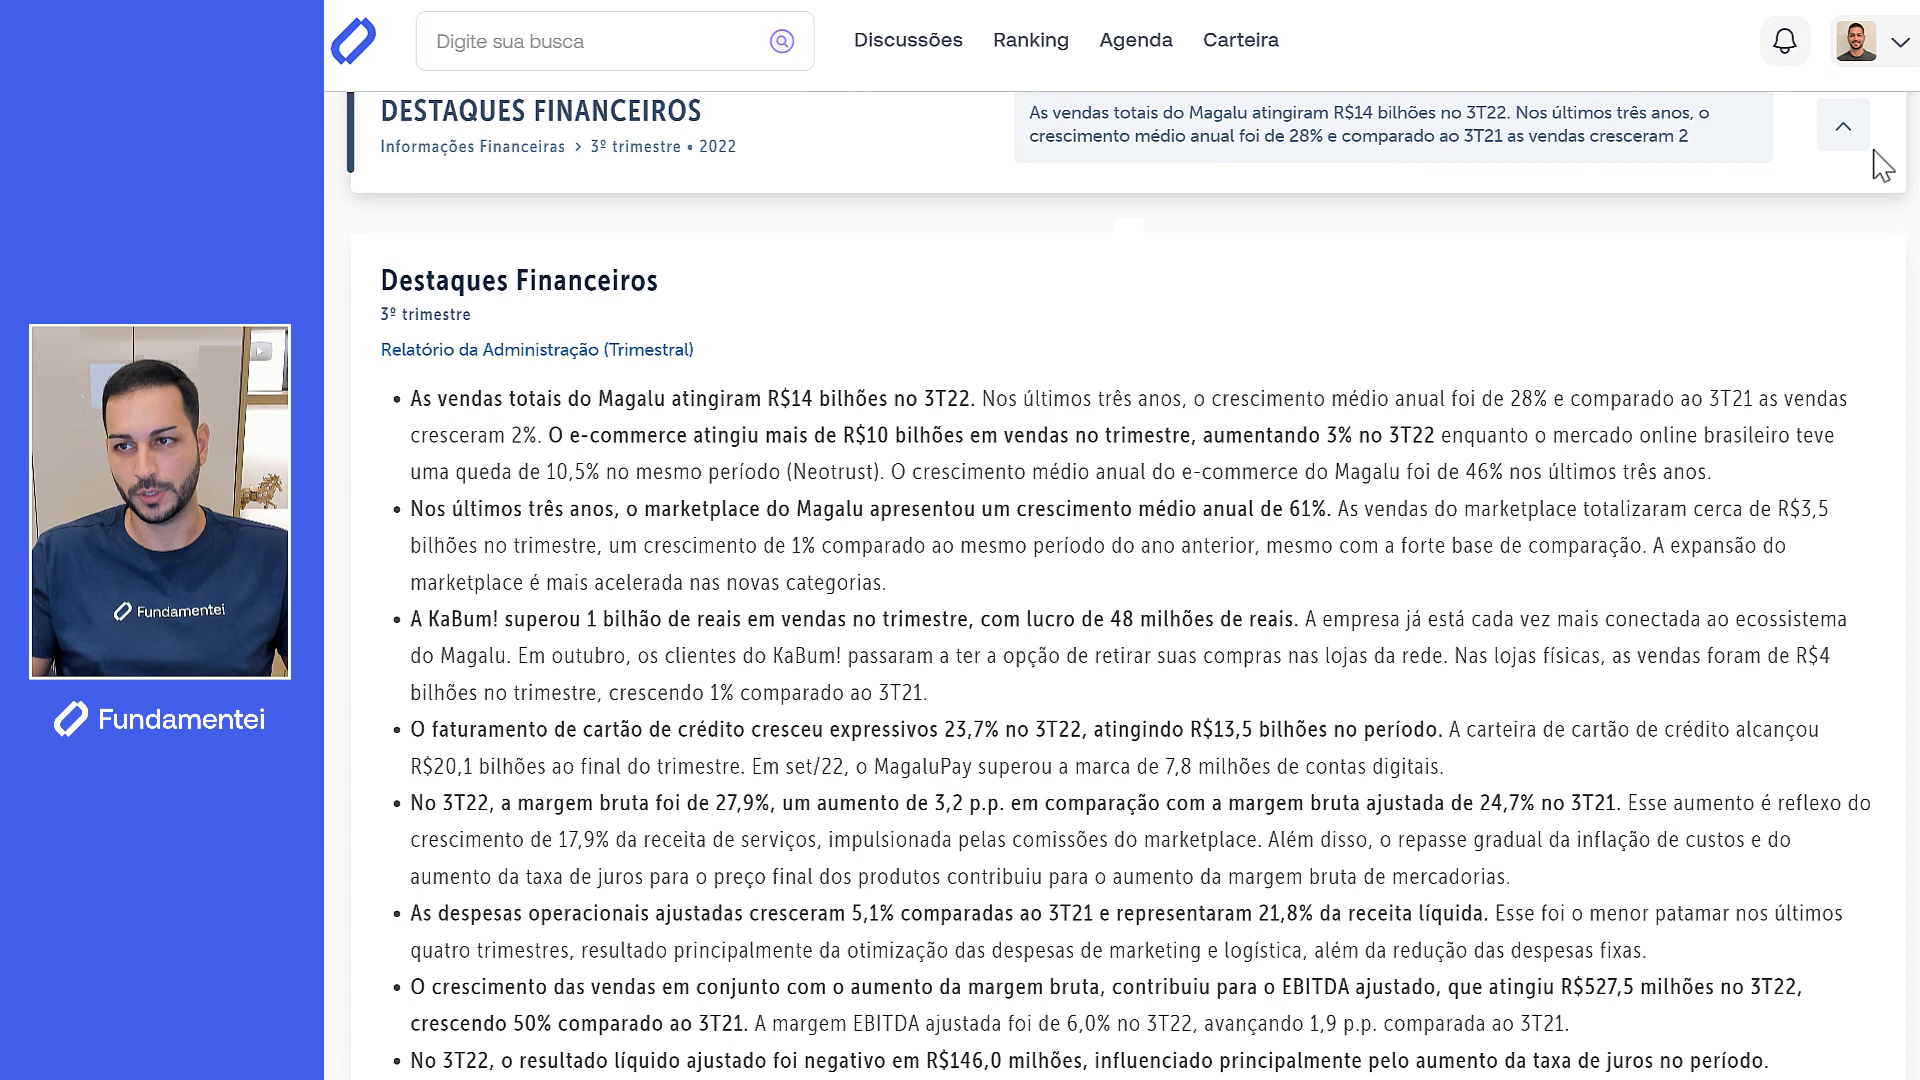 Digite sua busca
Discussões
Ranking
Agenda
Carteira
DESTAQUES FINANCEIROS
Informações Financeiras > 3º trimestre • 2022
As vendas totais do Magalu atingiram R$14 bilhões no 3T22. Nos últimos três anos, o
crescimento médio anual foi de 28% e comparado ao 3T21 as vendas cresceram 2
Destaques Financeiros
3º trimestre
Relatório da Administração (Trimestral)
• As vendas totais do Magalu atingiram R$14 bilhões no 3T22. Nos últimos três anos, o crescimento médio anual foi de 28% e comparado ao 3T21 as vendas
cresceram 2%. O e-commerce atingiu mais de R$10 bilhões em vendas no trimestre, aumentando 3% no 3T22 enquanto o mercado online brasileiro teve
uma queda de 10,5% no mesmo período (Neotrust). O crescimento médio anual do e-commerce do Magalu foi de 46% nos últimos três anos.
• Nos últimos três anos, o marketplace do Magalu apresentou um crescimento médio anual de 61%. As vendas do marketplace totalizaram cerca de R$3,5
bilhões no trimestre, um crescimento de 1% comparado ao mesmo período do ano anterior, mesmo com a forte base de comparação. A expansão do
marketplace é mais acelerada nas novas categorias.
• A KaBum! superou 1 bilhão de reais em vendas no trimestre, com lucro de 48 milhões de reais. A empresa já está cada vez mais conectada ao ecossistema
do Magalu. Em outubro, os clientes do KaBum! passaram a ter a opção de retirar suas compras nas lojas da rede. Nas lojas físicas, as vendas foram de R$4
bilhões no trimestre, crescendo 1% comparado ao 3T21.
• O faturamento de cartão de crédito cresceu expressivos 23,7% no 3T22, atingindo R$13,5 bilhões no período. A carteira de cartão de crédito alcançou
R$20,1 bilhões ao final do trimestre. Em set/22, o MagaluPay superou a marca de 7,8 milhões de contas digitais.
• No 3T22, a margem bruta foi de 27,9%, um aumento de 3,2 p.p. em comparação com a margem bruta ajustada de 24,7% no 3T21. Esse aumento é reflexo do
crescimento de 17,9% da receita de serviços, impulsionada pelas comissões do marketplace. Além disso, o repasse gradual da inflação de custos e do
aumento da taxa de juros para o preço final dos produtos contribuiu para o aumento da margem bruta de mercadorias.
• As despesas operacionais ajustadas cresceram 5,1% comparadas ao 3T21 e representaram 21,8% da receita líquida. Esse foi o menor patamar nos últimos
quatro trimestres, resultado principalmente da otimização das despesas de marketing e logística, além da redução das despesas fixas.
• O crescimento das vendas em conjunto com o aumento da margem bruta, contribuiu para o EBITDA ajustado, que atingiu R$527,5 milhões no 3T22,
crescendo 50% comparado ao 3T21. A margem EBITDA ajustada foi de 6,0% no 3T22, avançando 1,9 p.p. comparada ao 3T21.
• No 3T22, o resultado líquido ajustado foi negativo em R$146,0 milhões, influenciado principalmente pelo aumento da taxa de juros no período.
Fundamentei
Fundamentei